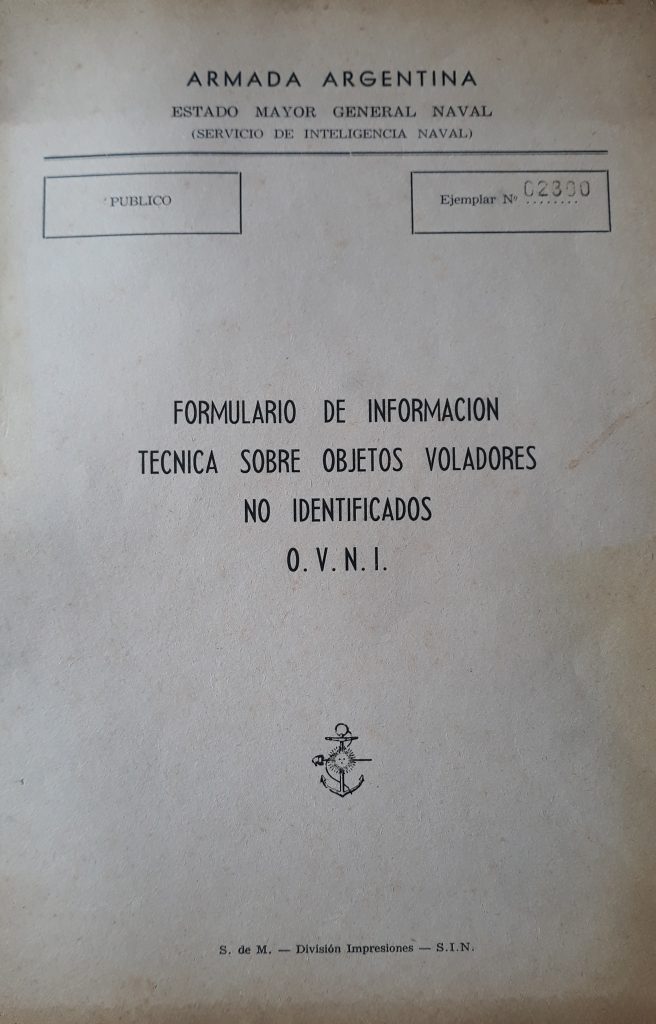 ARMADA ARGENTINA
ESTADO MAYOR GENERAL NAVAL
(SERVICIO DE INTELIGENCIA NAVAL)
PUBLICO
Ejemplar Nº 02300
FORMULARIO DE INFORMACION
TECNICA SOBRE OBJETOS VOLADORES
NO IDENTIFICADOS
O.V.N.I.
S. de M. — División Impresiones — S.I.N.